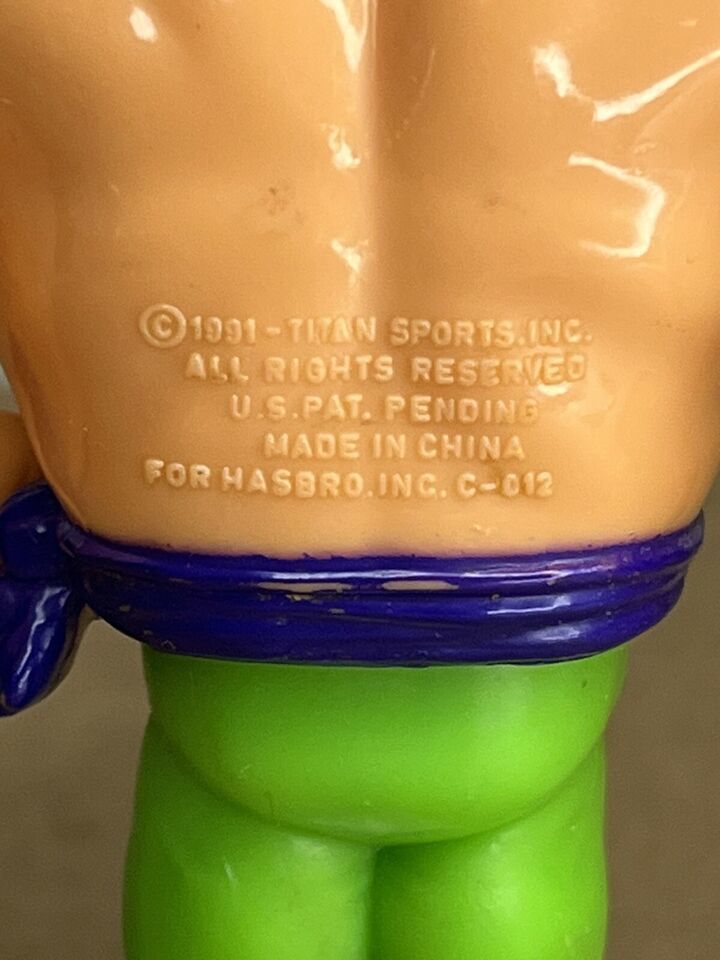 ©1991-TITAN SPORTS.INC.
ALL RIGHTS RESERVED
U.S.PAT. PENDING
MADE IN CHINA
FOR HASBRO.INC. C-012